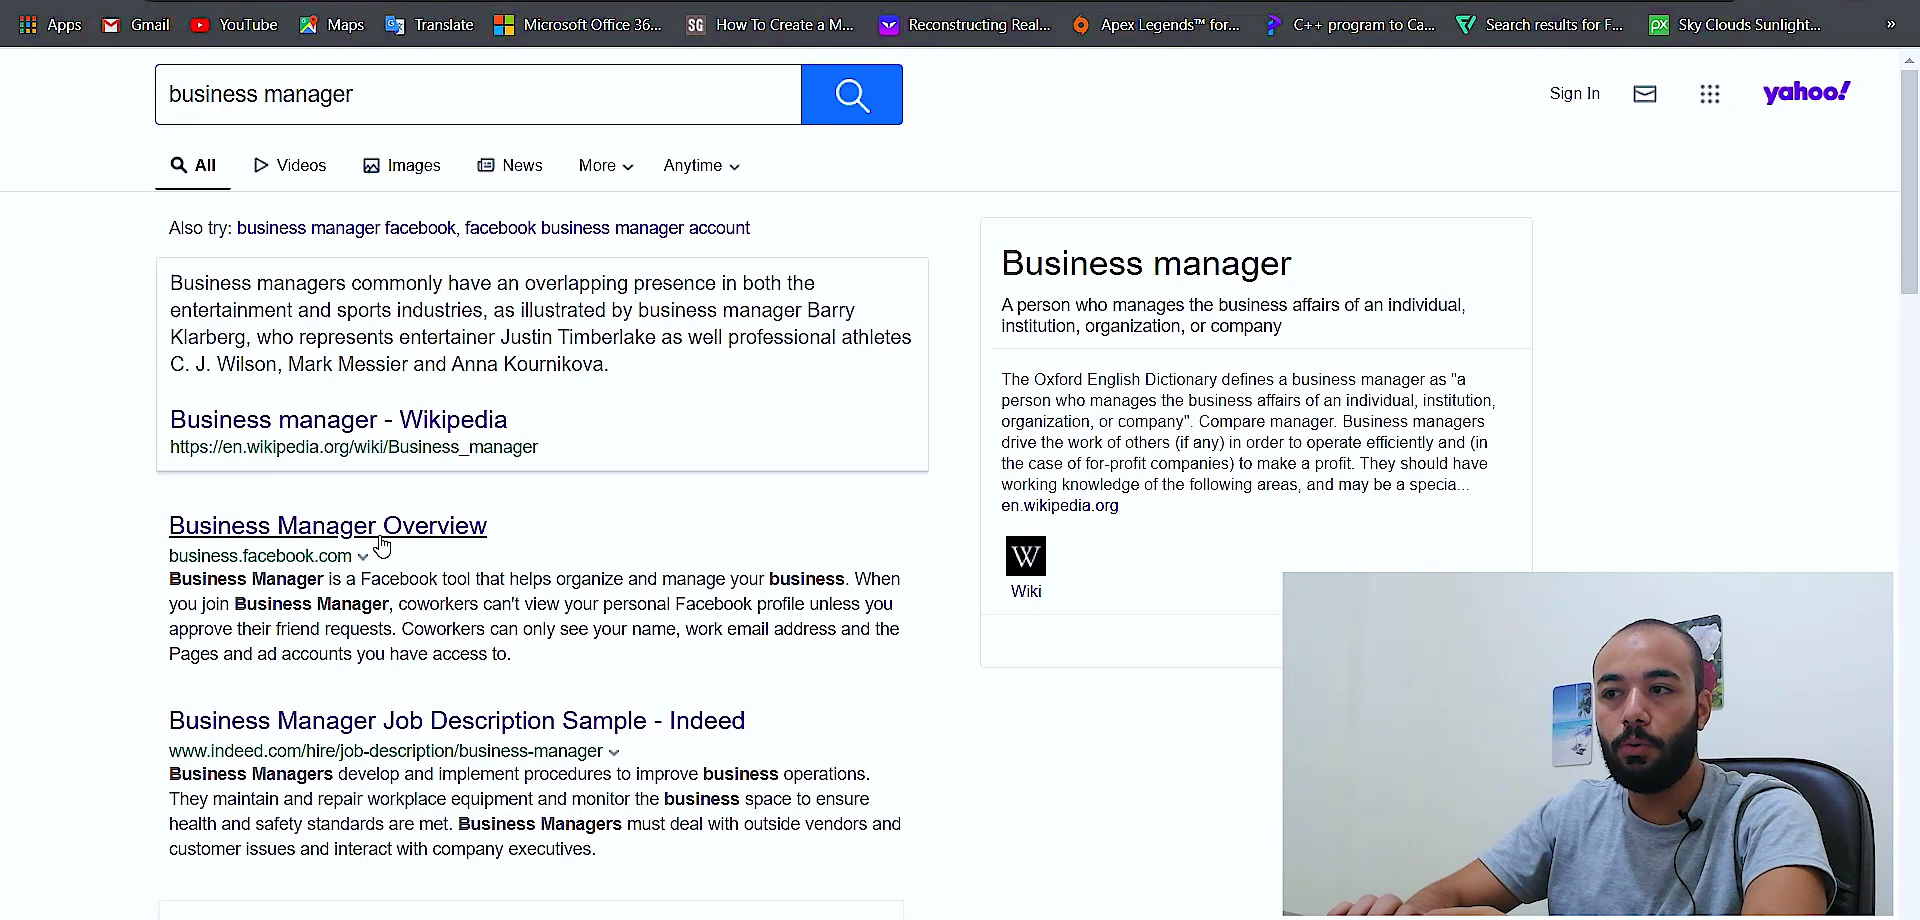 Apps Gmail YouTube Maps Translate Microsoft Office 36... SG How To Create a M... Reconstructing Real... Apex Legends™ for... C++ program to Ca... Search results for F... px Sky Clouds Sunlight... »
business manager
Sign In
yahoo!
All Videos Images News More Anytime
Also try: business manager facebook, facebook business manager account
Business managers commonly have an overlapping presence in both the
entertainment and sports industries, as illustrated by business manager Barry
Klarberg, who represents entertainer Justin Timberlake as well professional athletes
C. J. Wilson, Mark Messier and Anna Kournikova.
Business manager - Wikipedia
https://en.wikipedia.org/wiki/Business_manager
Business Manager Overview
business.facebook.com
Business Manager is a Facebook tool that helps organize and manage your business. When
you join Business Manager, coworkers can't view your personal Facebook profile unless you
approve their friend requests. Coworkers can only see your name, work email address and the
Pages and ad accounts you have access to.
Business Manager Job Description Sample - Indeed
www.indeed.com/hire/job-description/business-manager
Business Managers develop and implement procedures to improve business operations.
They maintain and repair workplace equipment and monitor the business space to ensure
health and safety standards are met. Business Managers must deal with outside vendors and
customer issues and interact with company executives.
Business manager
A person who manages the business affairs of an individual,
institution, organization, or company
The Oxford English Dictionary defines a business manager as "a
person who manages the business affairs of an individual, institution,
organization, or company". Compare manager. Business managers
drive the work of others (if any) in order to operate efficiently and (in
the case of for-profit companies) to make a profit. They should have
working knowledge of the following areas, and may be a specia...
en.wikipedia.org
W
Wiki